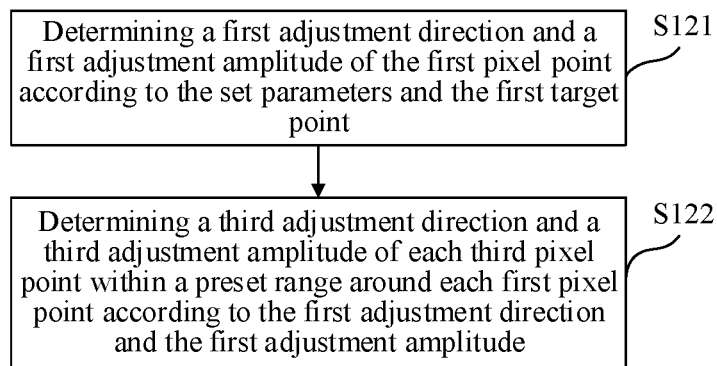 Determining a first adjustment direction and a
first adjustment amplitude of the first pixel point
according to the set parameters and the first target
point
S121
Determining a third adjustment direction and a
third adjustment amplitude of each third pixel
point within a preset range around each first pixel
point according to the first adjustment direction
and the first adjustment amplitude
S122